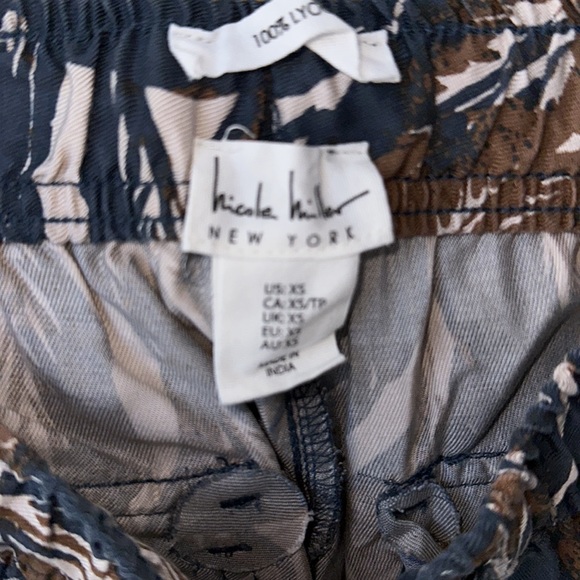 100% LYO
nicole miller
NEW YORK
US: XS
CA: XS/TP
UK: XS
EU: XS
AU: XS
MADE IN
INDIA